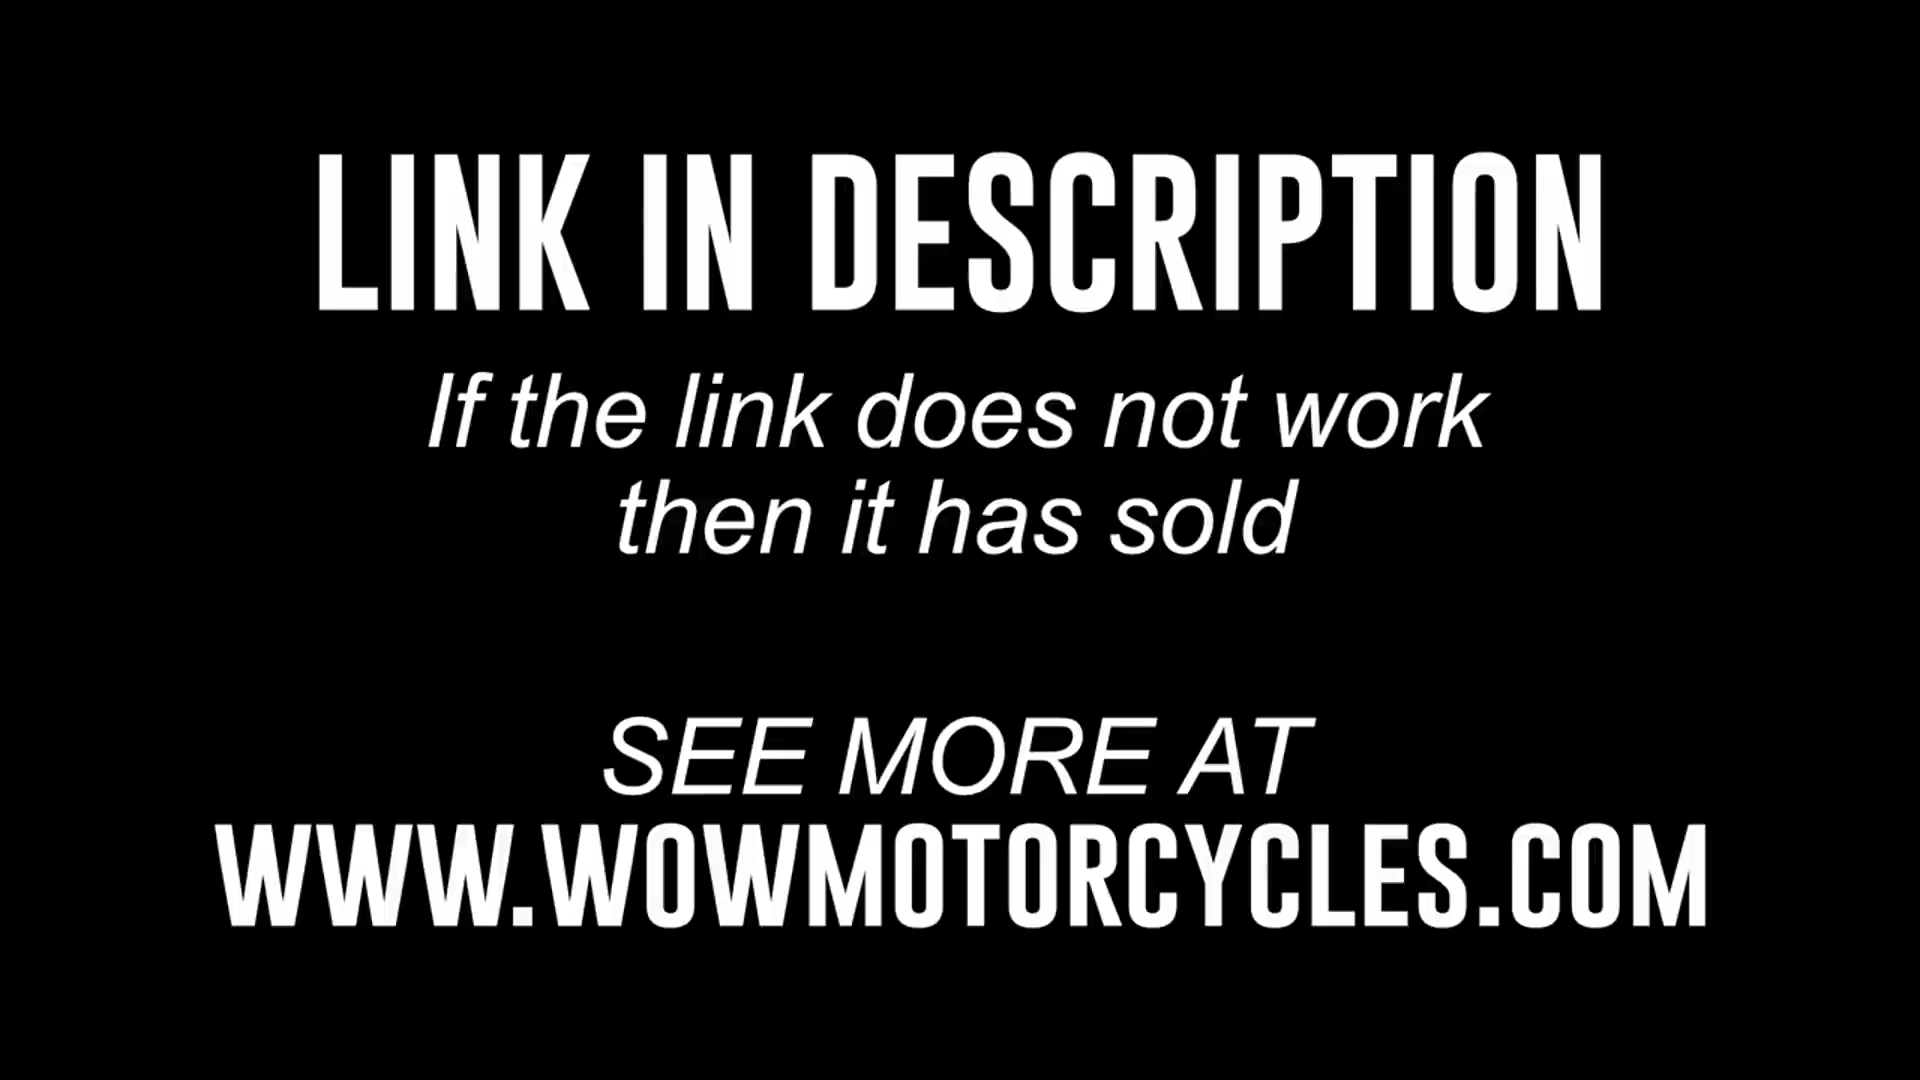 LINK IN DESCRIPTION
If the link does not work
then it has sold
SEE MORE AT
WWW.WOWMOTORCYCLES.COM